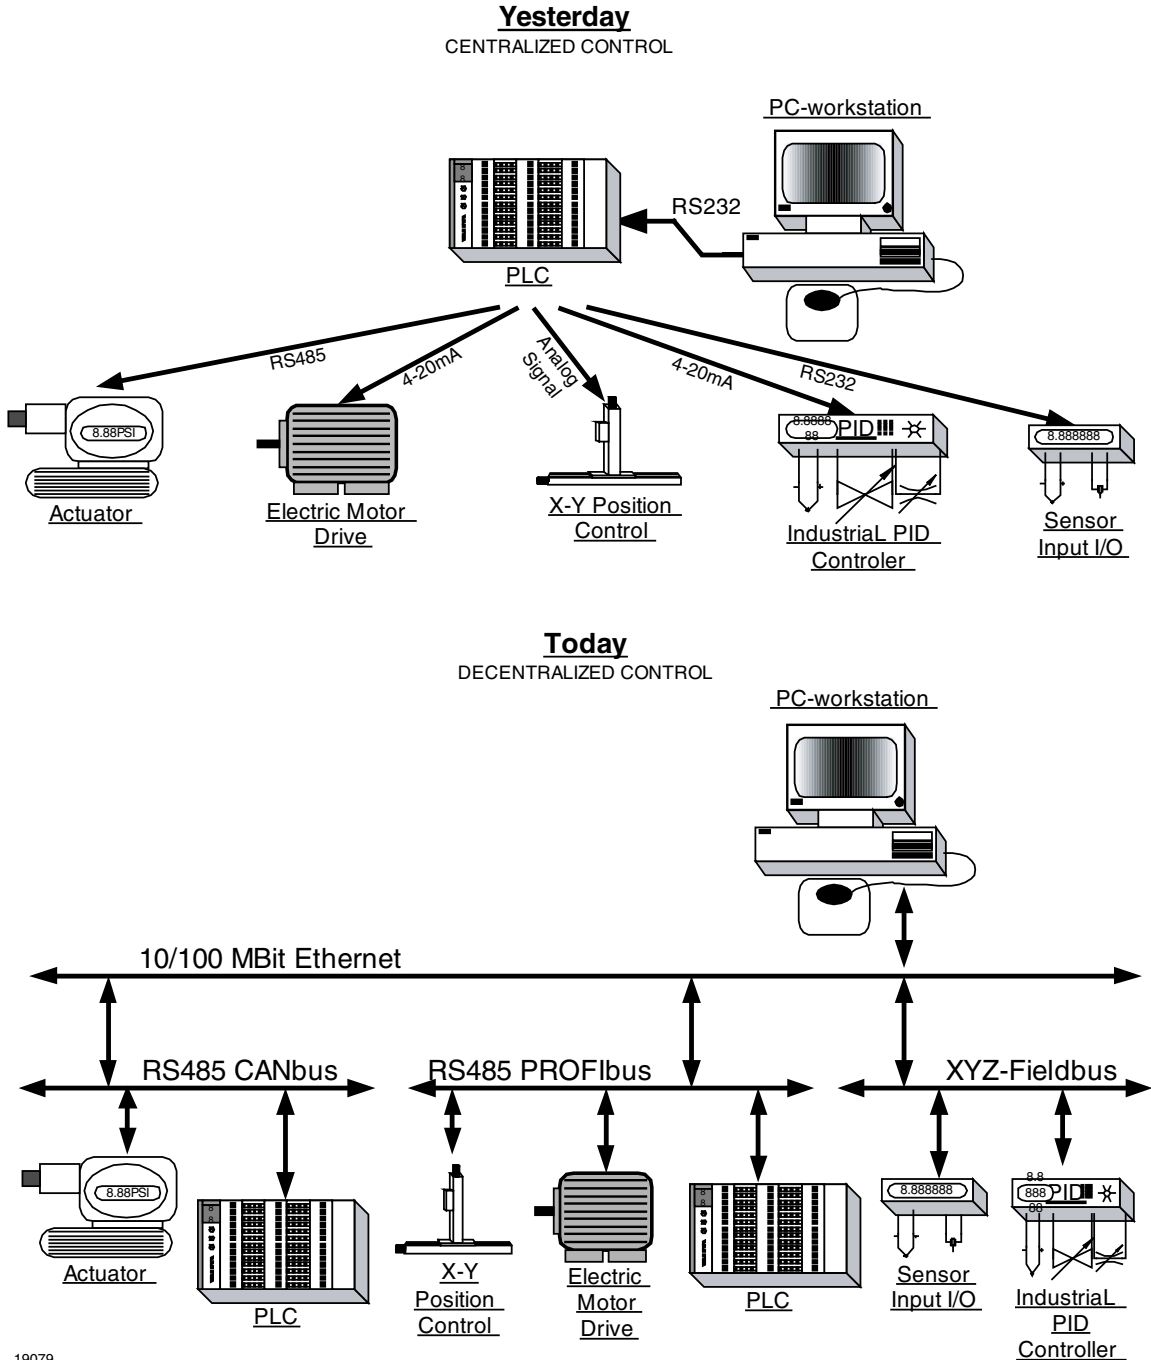 Yesterday
CENTRALIZED CONTROL
PC-workstation
RS232
PLC
RS485
4-20mA
Analog
Signal
4-20mA
RS232
8.88PSI
8.8888
88
PID
8.888888
Actuator
Electric Motor
Drive
X-Y Position
Control
IndustriaL PID
Controler
Sensor
Input I/O
Today
DECENTRALIZED CONTROL
PC-workstation
10/100 MBit Ethernet
RS485 CANbus
RS485 PROFIbus
XYZ-Fieldbus
8.88PSI
8.888888
8.8
888
88
PID
Actuator
PLC
X-Y
Position
Control
Electric
Motor
Drive
PLC
Sensor
Input I/O
IndustriaL
PID
Controller
19079